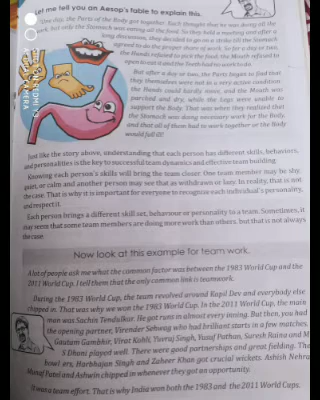 Let me tell you an Aesop's fable to explain this.
"One day, the Parts of the Body got together. Each thought they were doing all the
work, but only the Stomach was eating all the food. So they held a meeting and after a
long discussion, they decided to go on a strike till the Stomach
agreed to do the proper share of work. So for a day or two,
the Hands refused to pick the food, the Mouth refused to
open to eat it and the Teeth had no work to do.
But after a day or two, the Parts began to find that
they themselves were not in a very active condition
the Hands could hardly move, and the Mouth was
parched and dry, while the Legs were unable to
support the Body. That was when they realised that
the Stomach was doing necessary work for the Body,
and that all of them had to work together or the Body
would fall ill!
Just like the story above, understanding that each person has different skills, behaviors,
and personalities is the key to successful team dynamics and effective team building.
Knowing each person's skills will bring the team closer. One team member may be shy,
quiet, or calm and another person may see that as withdrawn or lazy. In reality, that is not
the case. That is why it is important for everyone to recognize each individual's personality,
and respect it.
Each person brings a different skill set, behaviour or personality to a team. Sometimes, it
may seem that some team members are doing more work than others, but that is not always
the case.
Now look at this example for team work.
A lot of people ask me what the common factor was between the 1983 World Cup and the
2011 World Cup. I tell them that the only common link is teamwork.
During the 1983 World Cup, the team revolved around Kapil Dev and everybody else
chipped in. That was why we won the 1983 World Cup. In the 2011 World Cup, the main
man was Sachin Tendulkar. He got runs in almost every inning. But then, you had
the opening partner, Virender Sehwag who had brilliant starts in a few matches,
Gautam Gambhir, Virat Kohli, Yuvraj Singh, Yusuf Pathan, Suresh Raina and M
S Dhoni played well. There were good partnerships and great fielding. The
bowlers, Harbhajan Singh and Zaheer Khan got crucial wickets. Ashish Nehra
Munaf Patel and Ashwin chipped in whenever they got an opportunity.
It was a team effort. That is why India won both the 1983 and the 2011 World Cups.